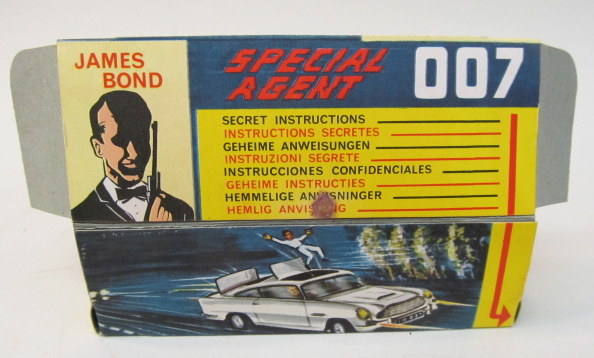 JAMES
BOND
SPECIAL
AGENT
007
SECRET INSTRUCTIONS
INSTRUCTIONS SECRETES
GEHEIME ANWEISUNGEN
INSTRUZIONI SEGRETE
INSTRUCCIONES CONFIDENCIALES
GEHEIME INSTRUCTIES
HEMMELIGE ANVISNINGER
HEMLIG